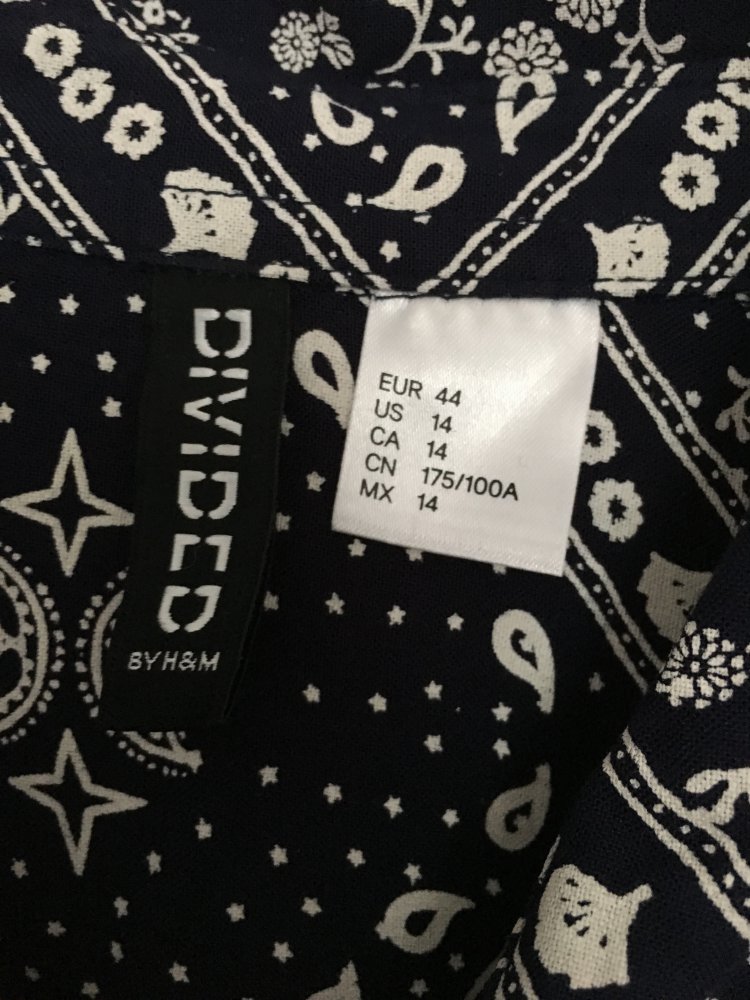 DIVIDED
BY H&M
EUR 44
US 14
CA 14
CN 175/100A
MX 14